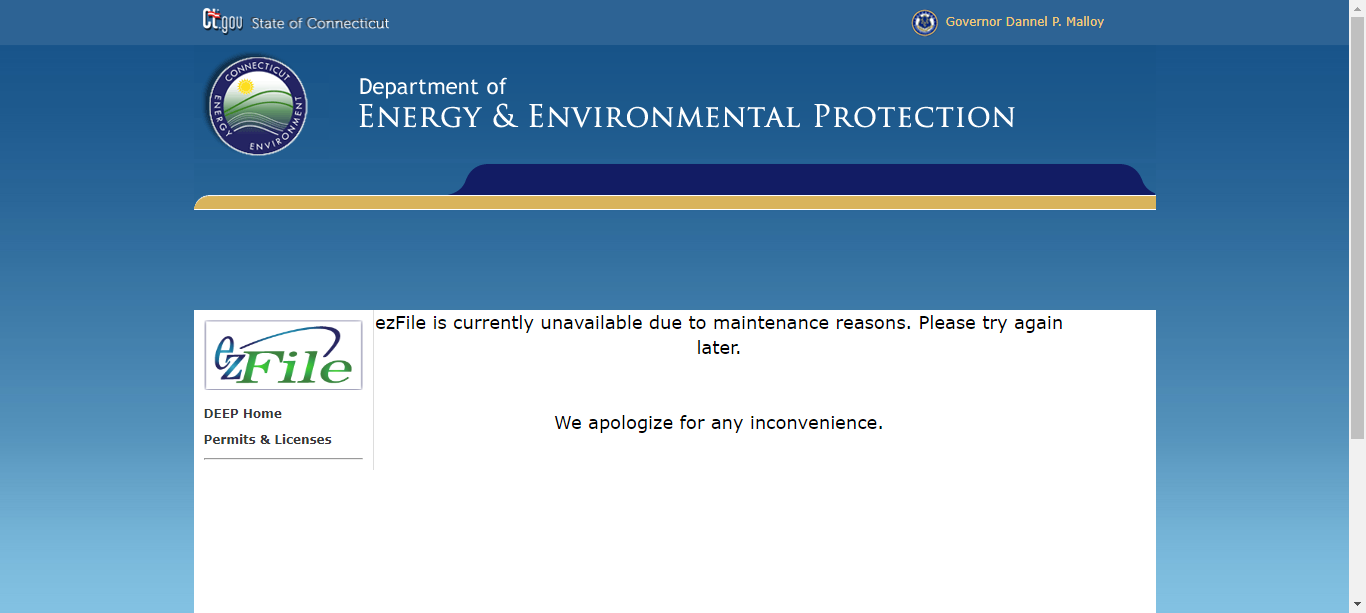 CT.gov State of Connecticut
Governor Dannel P. Malloy
CONNECTICUT
ENERGY ENVIRONMENT
Department of
ENERGY & ENVIRONMENTAL PROTECTION
ezFile
DEEP Home
Permits & Licenses
ezFile is currently unavailable due to maintenance reasons. Please try again
later.
We apologize for any inconvenience.